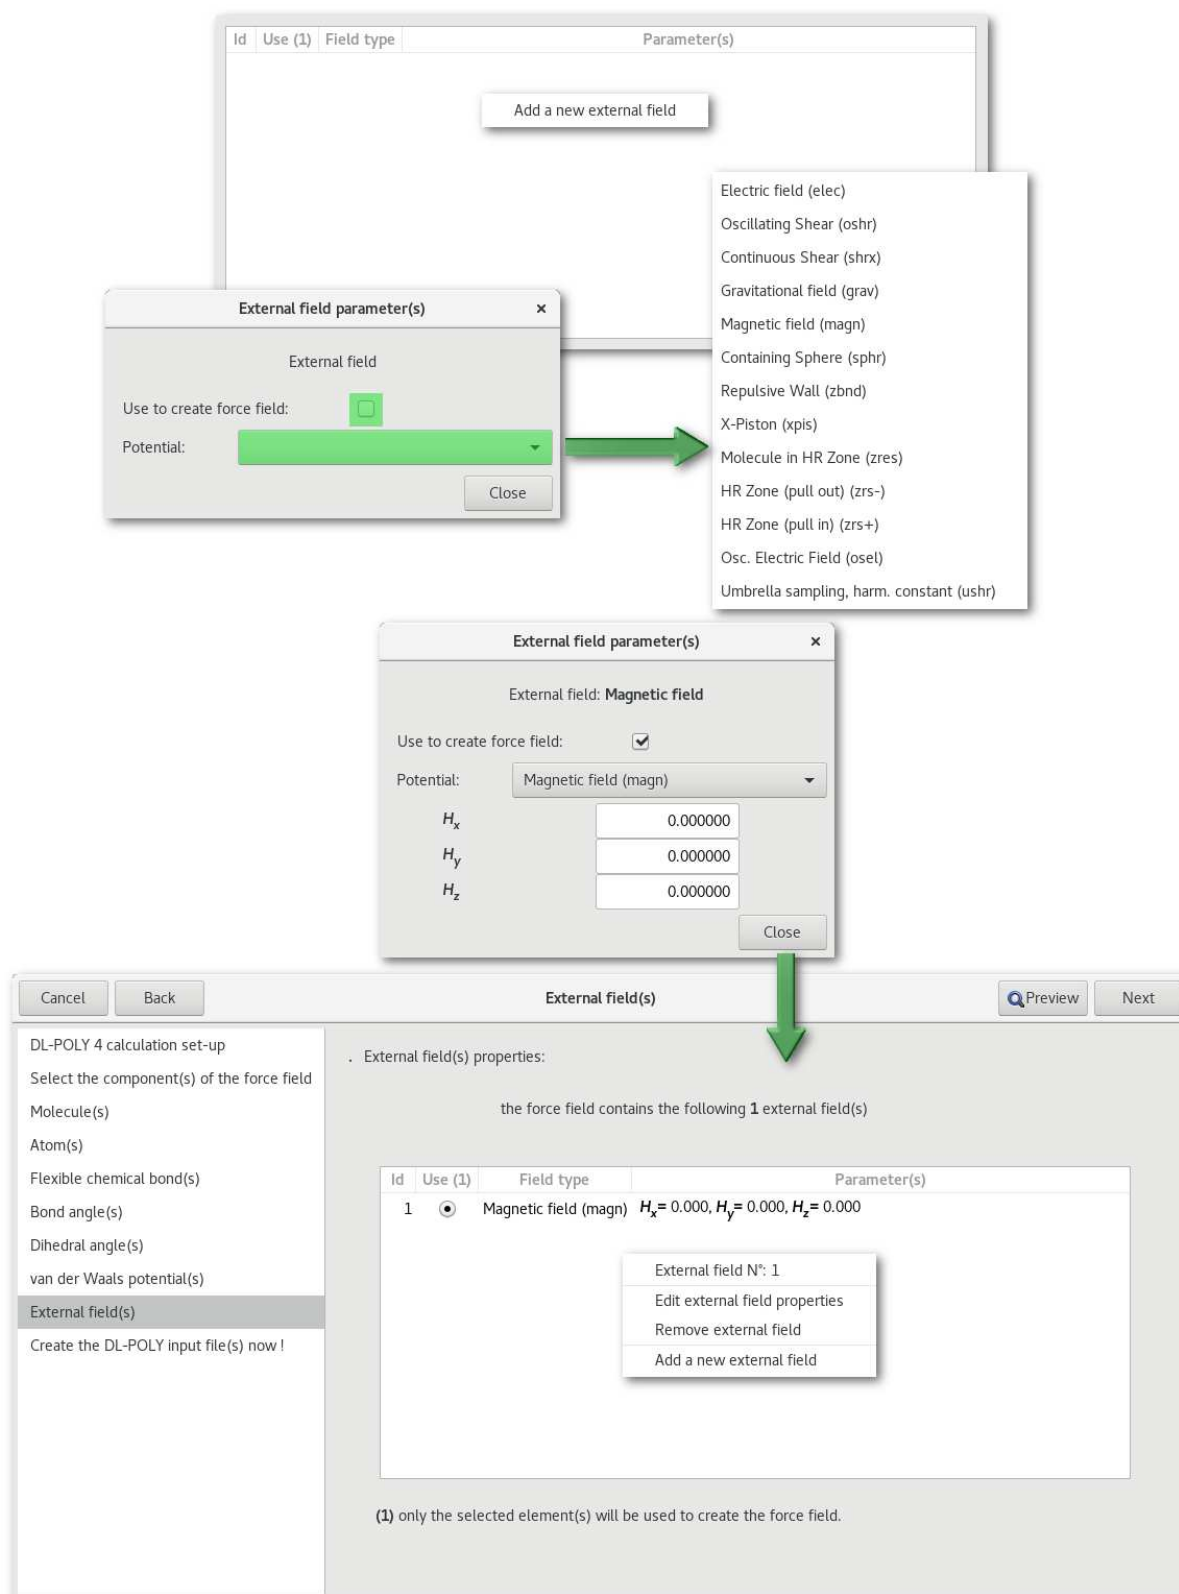 Id Use (1) Field type Parameter(s)
Add a new external field
Electric field (elec)
Oscillating Shear (oshr)
Continuous Shear (shrx)
Gravitational field (grav)
Magnetic field (magn)
Containing Sphere (sphr)
Repulsive Wall (zbnd)
X-Piston (xpis)
Molecule in HR Zone (zres)
HR Zone (pull out) (zrs-)
HR Zone (pull in) (zrs+)
Osc. Electric Field (osel)
Umbrella sampling, harm. constant (ushr)
External field parameter(s) ×
External field
Use to create force field:
Potential:
Close
External field parameter(s) ×
External field: Magnetic field
Use to create force field:
Potential: Magnetic field (magn)
Hx 0.000000
Hy 0.000000
Hz 0.000000
Close
Cancel Back External field(s) Preview Next
DL-POLY 4 calculation set-up
Select the component(s) of the force field
Molecule(s)
Atom(s)
Flexible chemical bond(s)
Bond angle(s)
Dihedral angle(s)
van der Waals potential(s)
External field(s)
Create the DL-POLY input file(s) now !
. External field(s) properties:
the force field contains the following 1 external field(s)
Id Use (1) Field type Parameter(s)
1 Magnetic field (magn) Hx= 0.000, Hy= 0.000, Hz= 0.000
External field N°: 1
Edit external field properties
Remove external field
Add a new external field
(1) only the selected element(s) will be used to create the force field.